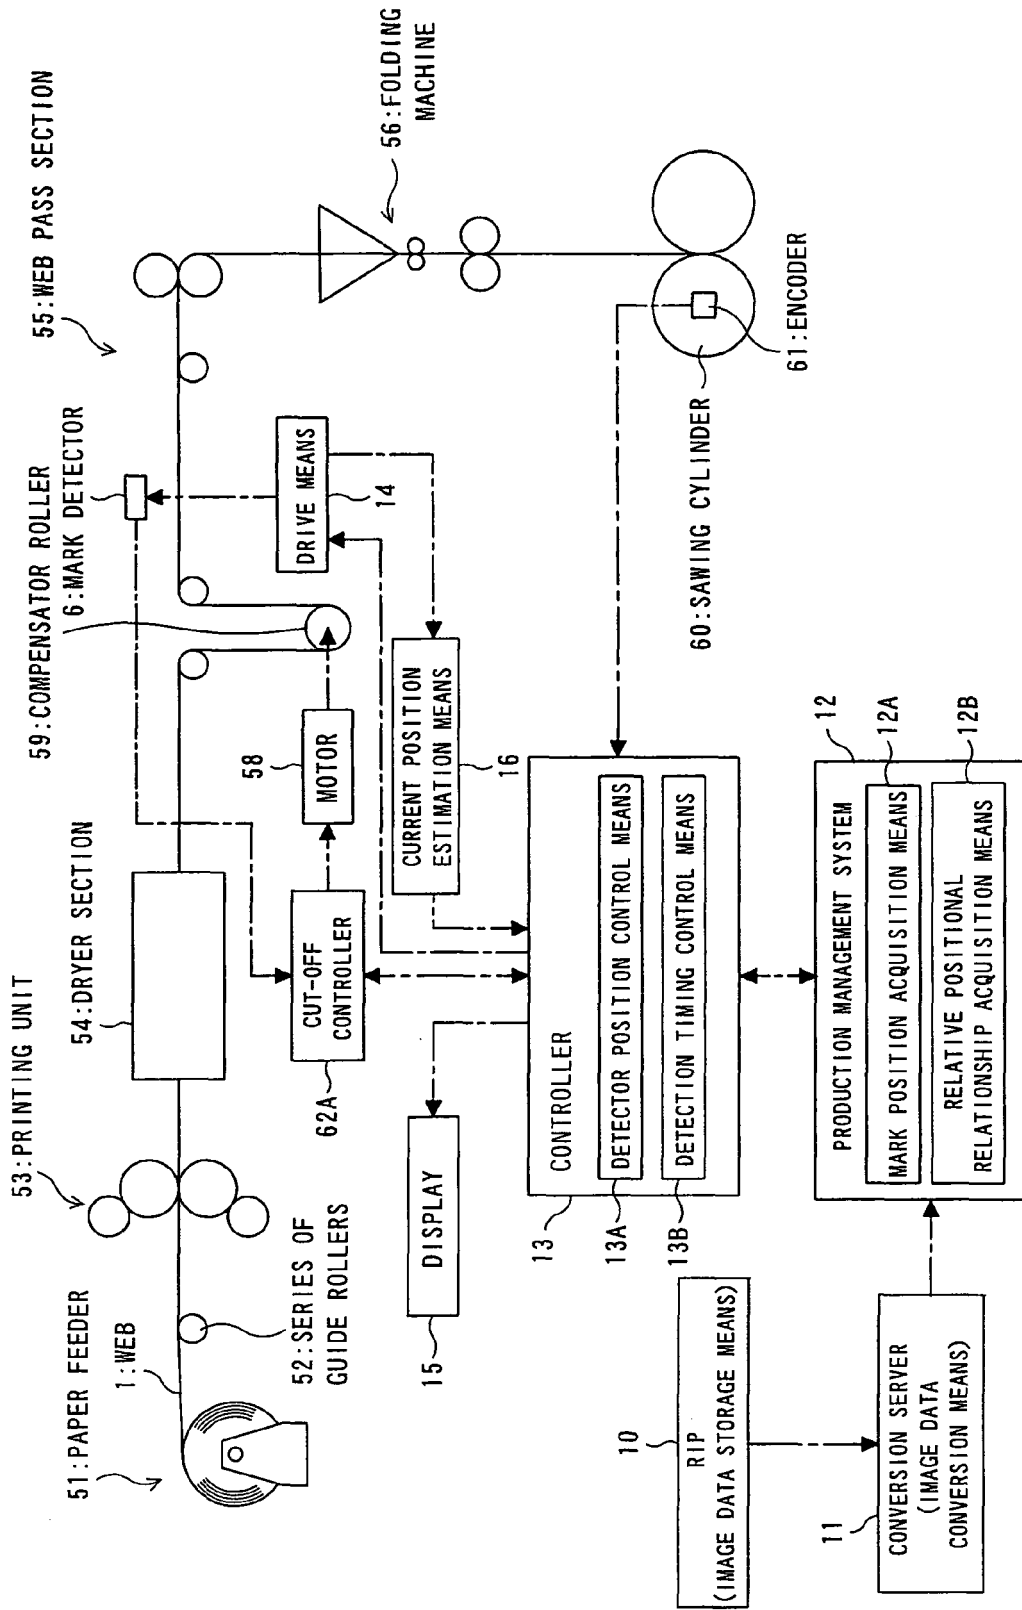 51:PAPER FEEDER
1:WEB
52:SERIES OF
GUIDE ROLLERS
53:PRINTING UNIT
54:DRYER SECTION
59:COMPENSATOR ROLLER
6:MARK DETECTOR
55:WEB PASS SECTION
56:FOLDING
MACHINE
62A
CUT-OFF
CONTROLLER
58
MOTOR
DRIVE MEANS
14
15
DISPLAY
CURRENT POSITION
ESTIMATION MEANS
16
60:SAWING CYLINDER
61:ENCODER
13
CONTROLLER
13A
DETECTOR POSITION CONTROL MEANS
13B
DETECTION TIMING CONTROL MEANS
10
RIP
(IMAGE DATA STORAGE MEANS)
11
CONVERSION SERVER
(IMAGE DATA
CONVERSION MEANS)
12
PRODUCTION MANAGEMENT SYSTEM
12A
MARK POSITION ACQUISITION MEANS
12B
RELATIVE POSITIONAL
RELATIONSHIP ACQUISITION MEANS